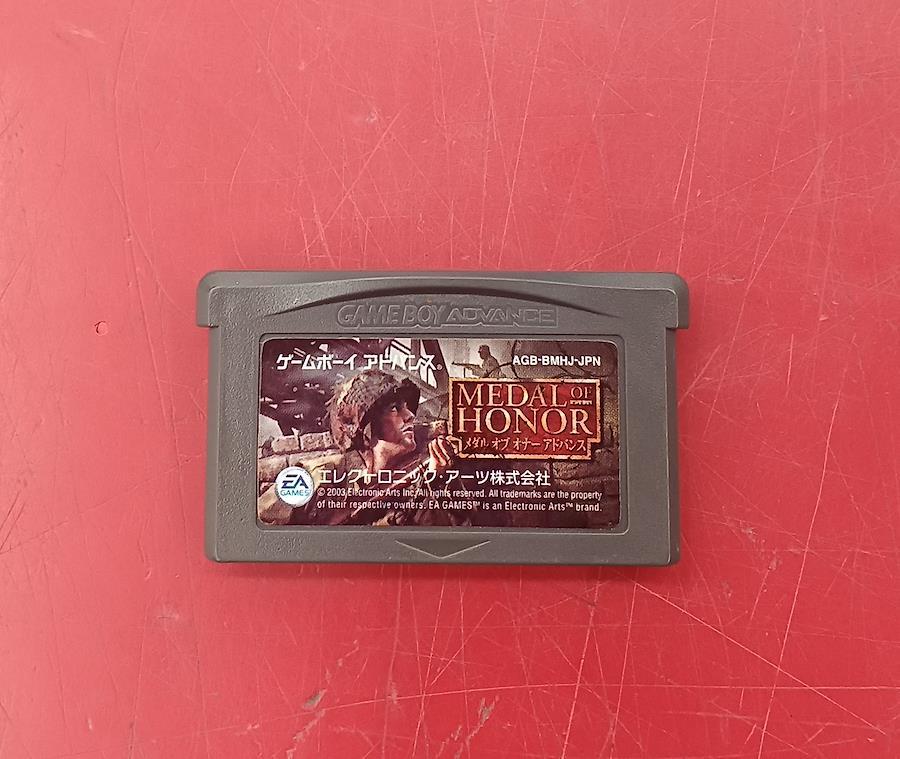 GAME BOY ADVANCE
ゲームボーイ アドバンス®
AGB-BMHJ-JPN
MEDAL OF
HONOR
メダル オブ オナー アドバンス
EA
GAMES
エレクトロニック・アーツ株式会社
© 2003 Electronic Arts Inc. All rights reserved. All trademarks are the property
of their respective owners. EA GAMES™ is an Electronic Arts™ brand.